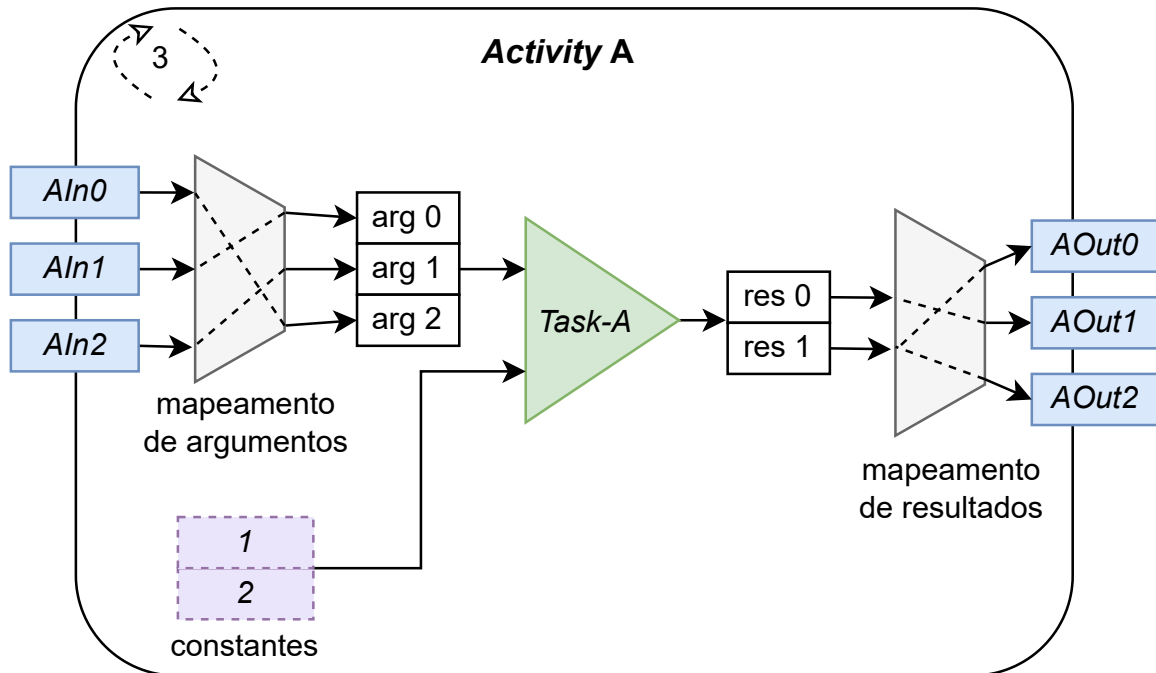 3
Activity A
AIn0
AIn1
AIn2
arg 0
arg 1
arg 2
mapeamento
de argumentos
Task-A
res 0
res 1
AOut0
AOut1
AOut2
mapeamento
de resultados
1
2
constantes